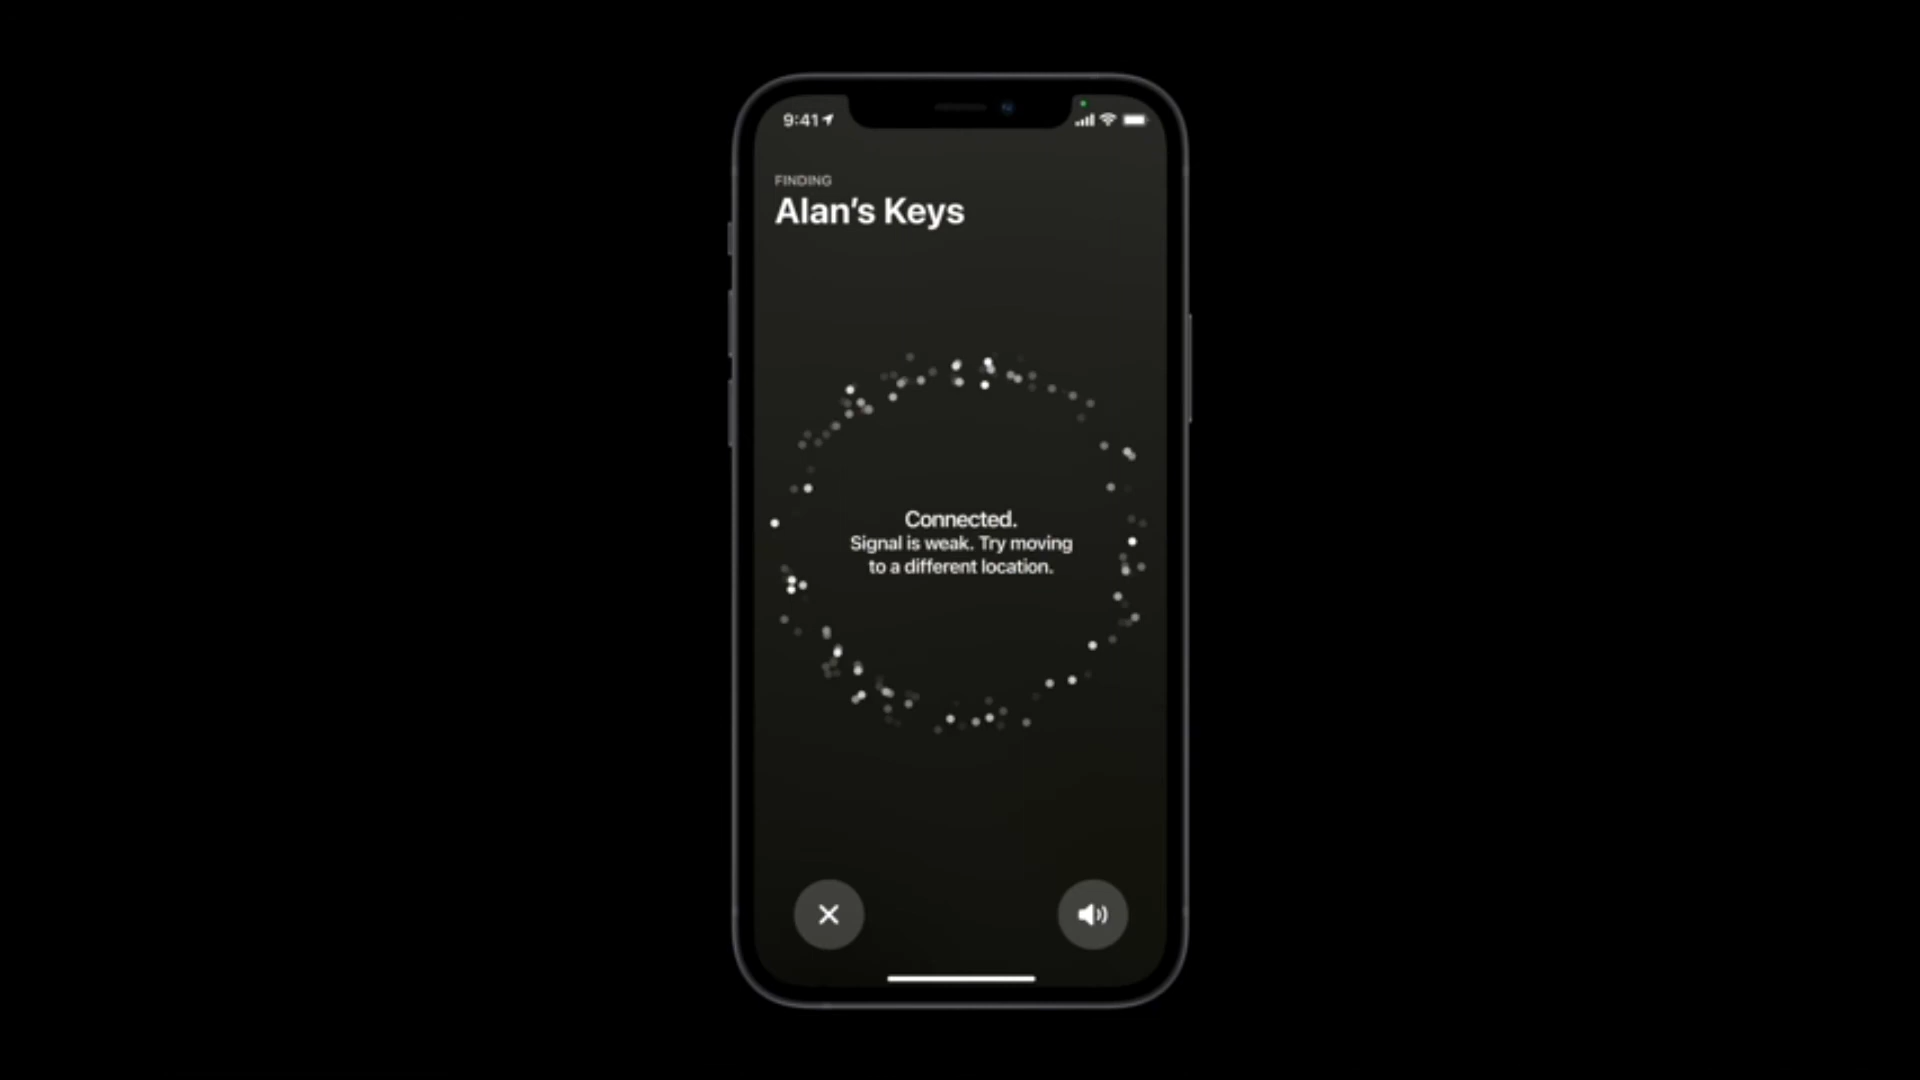 9:41
FINDING
Alan's Keys
Connected.
Signal is weak. Try moving
to a different location.